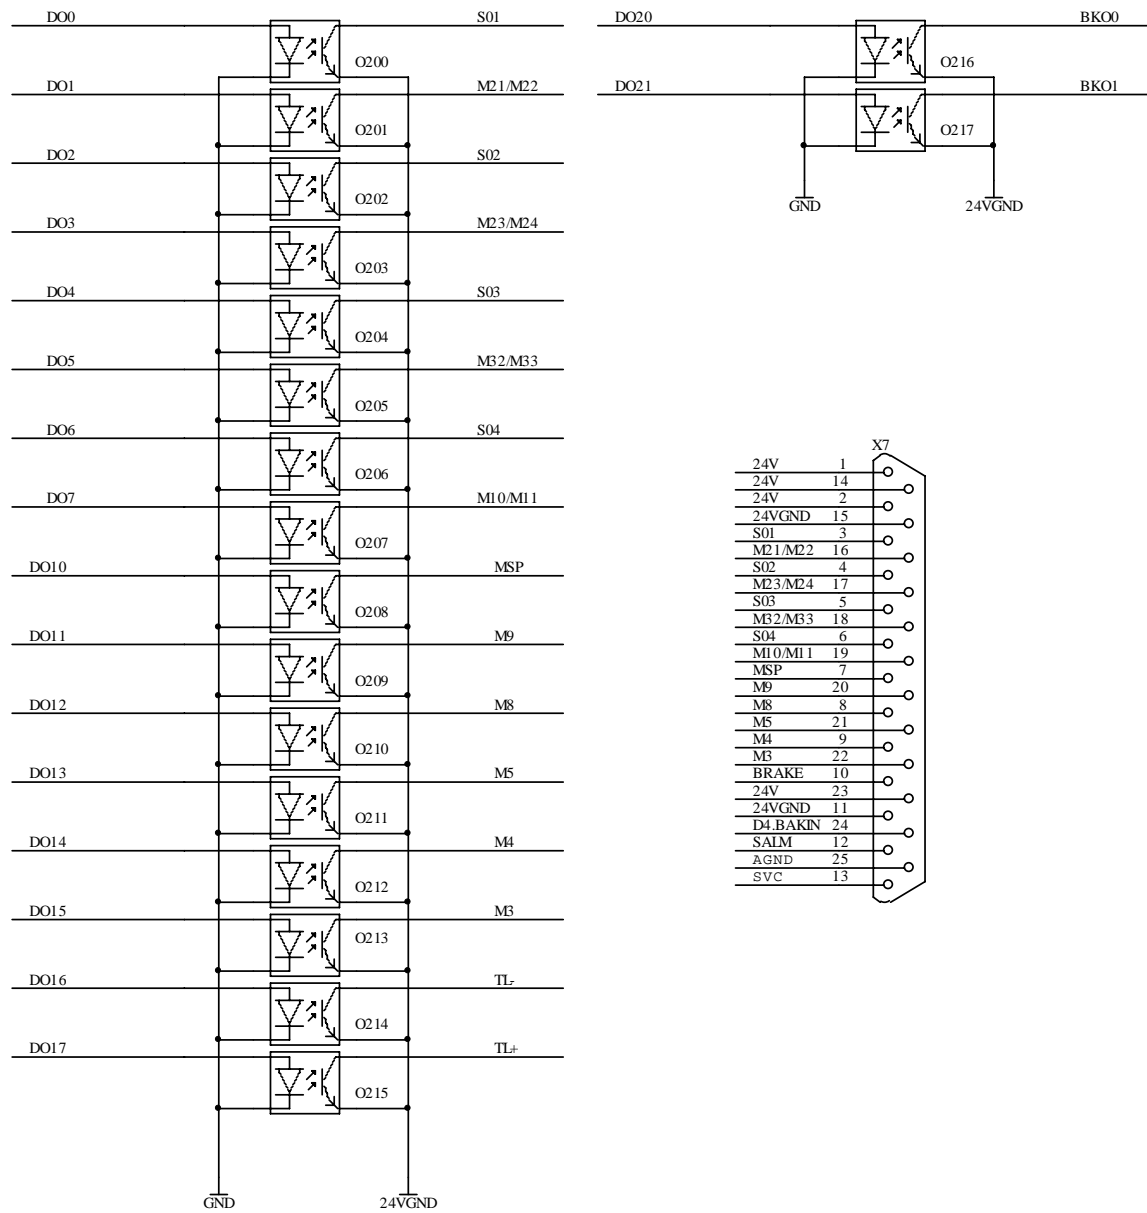 DO0 S01
O200
DO1 M21/M22
O201
DO2 S02
O202
DO3 M23/M24
O203
DO4 S03
O204
DO5 M32/M33
O205
DO6 S04
O206
DO7 M10/M11
O207
DO10 MSP
O208
DO11 M9
O209
DO12 M8
O210
DO13 M5
O211
DO14 M4
O212
DO15 M3
O213
DO16 TL-
O214
DO17 TL+
O215
GND 24VGND
DO20 BKO0
O216
DO21 BKO1
O217
GND 24VGND
X7
24V 1
24V 14
24V 2
24VGND 15
S01 3
M21/M22 16
S02 4
M23/M24 17
S03 5
M32/M33 18
S04 6
M10/M11 19
MSP 7
M9 20
M8 8
M5 21
M4 9
M3 22
BRAKE 10
24V 23
24VGND 11
D4.BAKIN 24
SALM 12
AGND 25
SVC 13